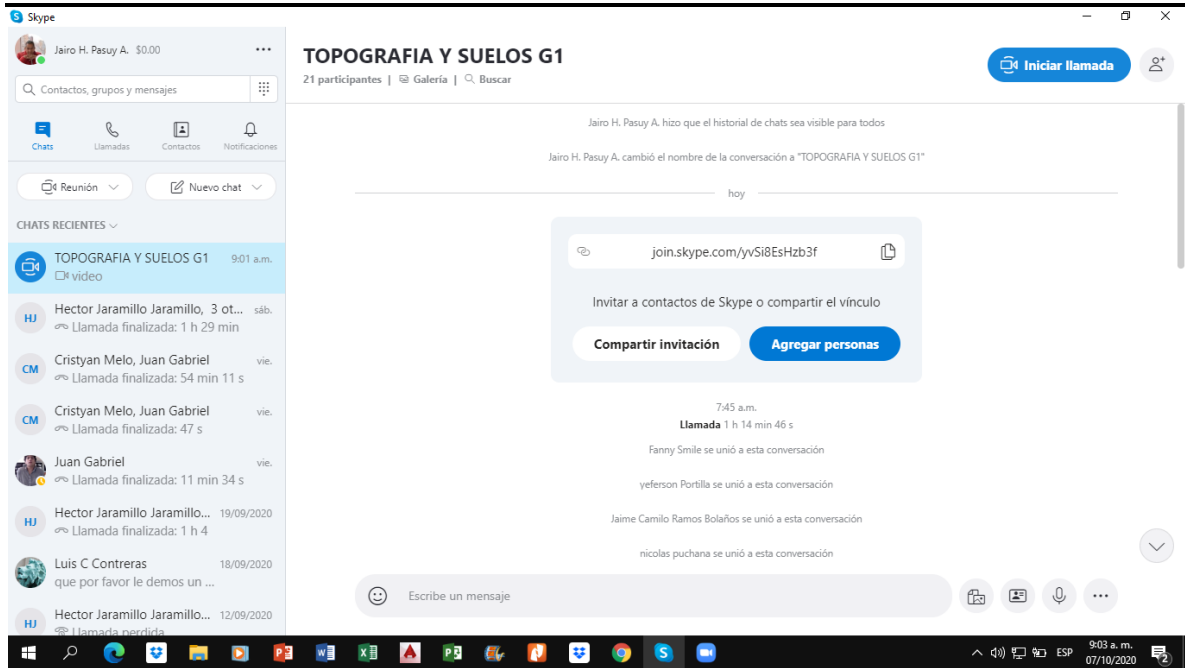 Skype
Jairo H. Pasuy A. $0.00
Contactos, grupos y mensajes
Chats
Llamadas
Contactos
Notificaciones
Reunión
Nuevo chat
CHATS RECIENTES
TOPOGRAFIA Y SUELOS G1 9:01 a.m.
video
Hector Jaramillo Jaramillo, 3 ot... sáb.
Llamada finalizada: 1 h 29 min
Cristyan Melo, Juan Gabriel vie.
Llamada finalizada: 54 min 11 s
Cristyan Melo, Juan Gabriel vie.
Llamada finalizada: 47 s
Juan Gabriel vie.
Llamada finalizada: 11 min 34 s
Hector Jaramillo Jaramillo... 19/09/2020
Llamada finalizada: 1 h 4
Luis C Contreras 18/09/2020
que por favor le demos un ...
Hector Jaramillo Jaramillo... 12/09/2020
Llamada perdida
HJ
CM
CM
HJ
HJ
TOPOGRAFIA Y SUELOS G1
21 participantes | Galería | Buscar
Iniciar llamada
Jairo H. Pasuy A. hizo que el historial de chats sea visible para todos
Jairo H. Pasuy A. cambió el nombre de la conversación a "TOPOGRAFIA Y SUELOS G1"
hoy
join.skype.com/yvSi8EsHzb3f
Invitar a contactos de Skype o compartir el vínculo
Compartir invitación
Agregar personas
7:45 a.m.
Llamada 1 h 14 min 46 s
Fanny Smile se unió a esta conversación
yeferson Portilla se unió a esta conversación
Jaime Camilo Ramos Bolaños se unió a esta conversación
nicolas puchana se unió a esta conversación
Escribe un mensaje
ESP
9:03 a. m.
07/10/2020
2